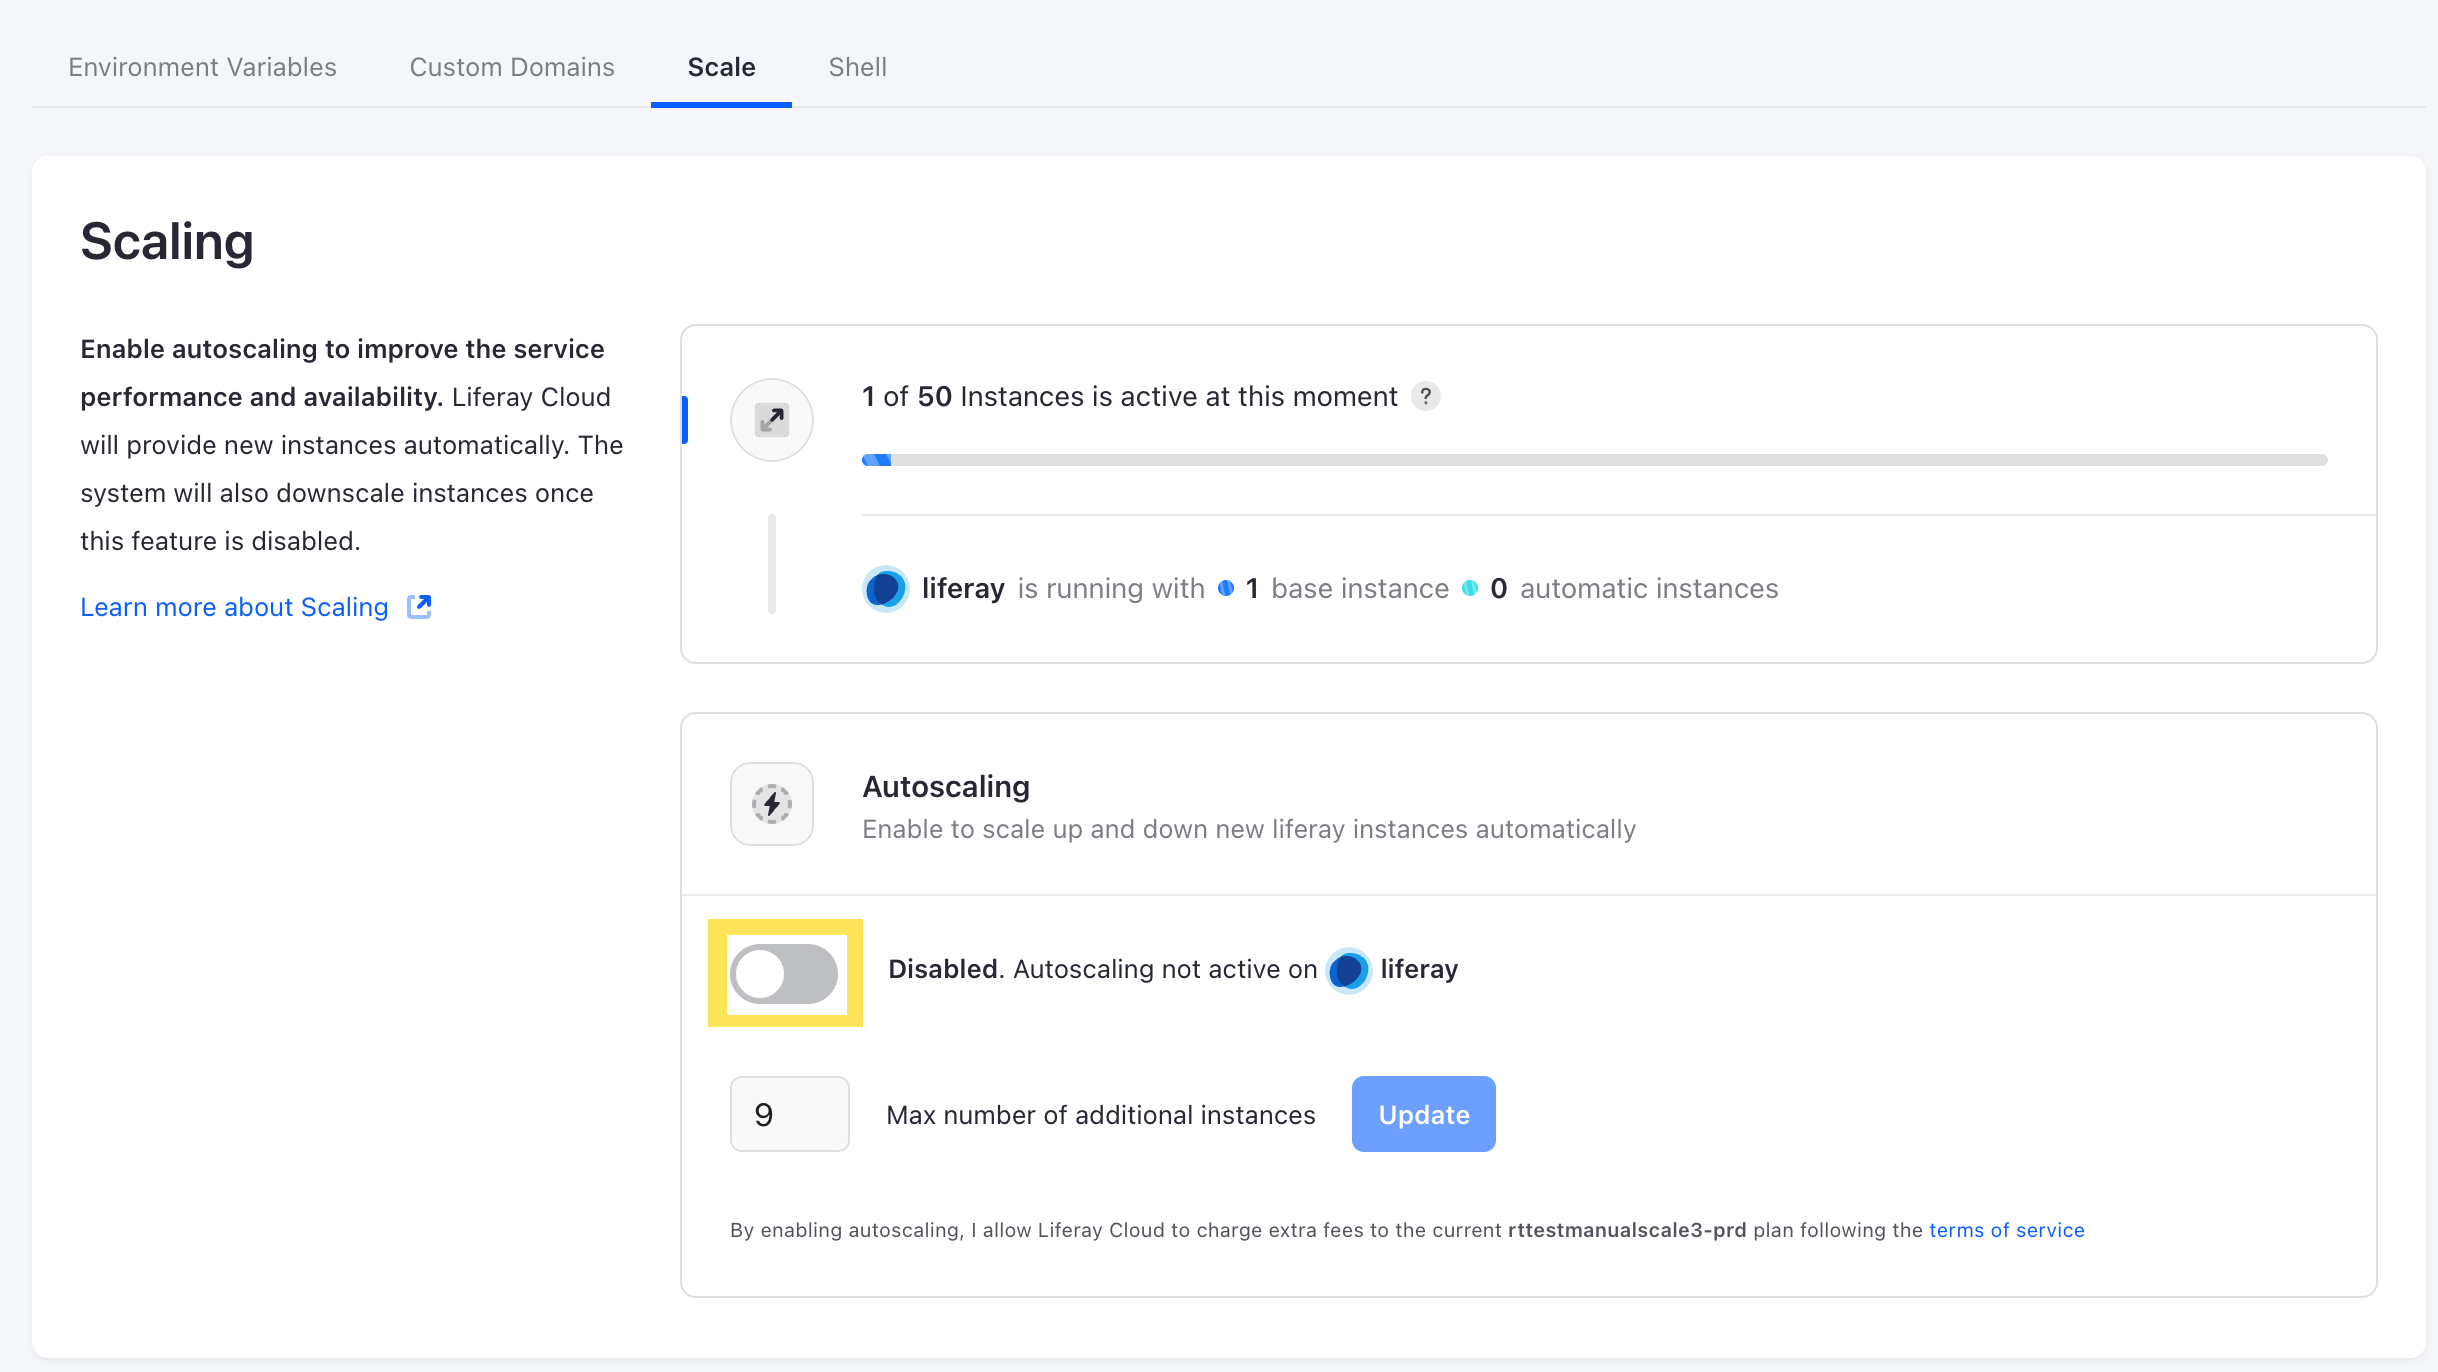 Environment Variables Custom Domains Scale Shell
Scaling
Enable autoscaling to improve the service
performance and availability. Liferay Cloud
will provide new instances automatically. The
system will also downscale instances once
this feature is disabled.
Learn more about Scaling
1 of 50 Instances is active at this moment ?
liferay is running with 1 base instance 0 automatic instances
Autoscaling
Enable to scale up and down new liferay instances automatically
Disabled. Autoscaling not active on liferay
9 Max number of additional instances Update
By enabling autoscaling, I allow Liferay Cloud to charge extra fees to the current rttestmanualscale3-prd plan following the terms of service